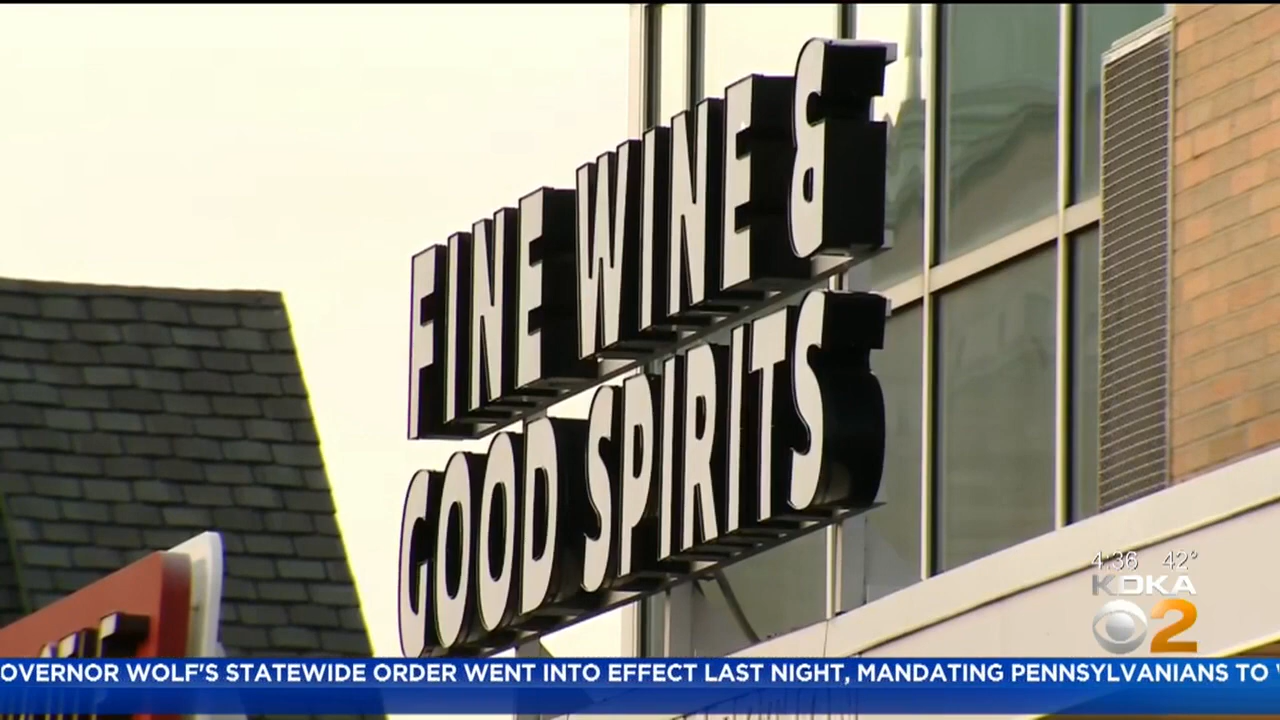 FINE WINE &
GOOD SPIRITS
4:36 42°
KDKA
2
OVERNOR WOLF'S STATEWIDE ORDER WENT INTO EFFECT LAST NIGHT, MANDATING PENNSYLVANIANS TO